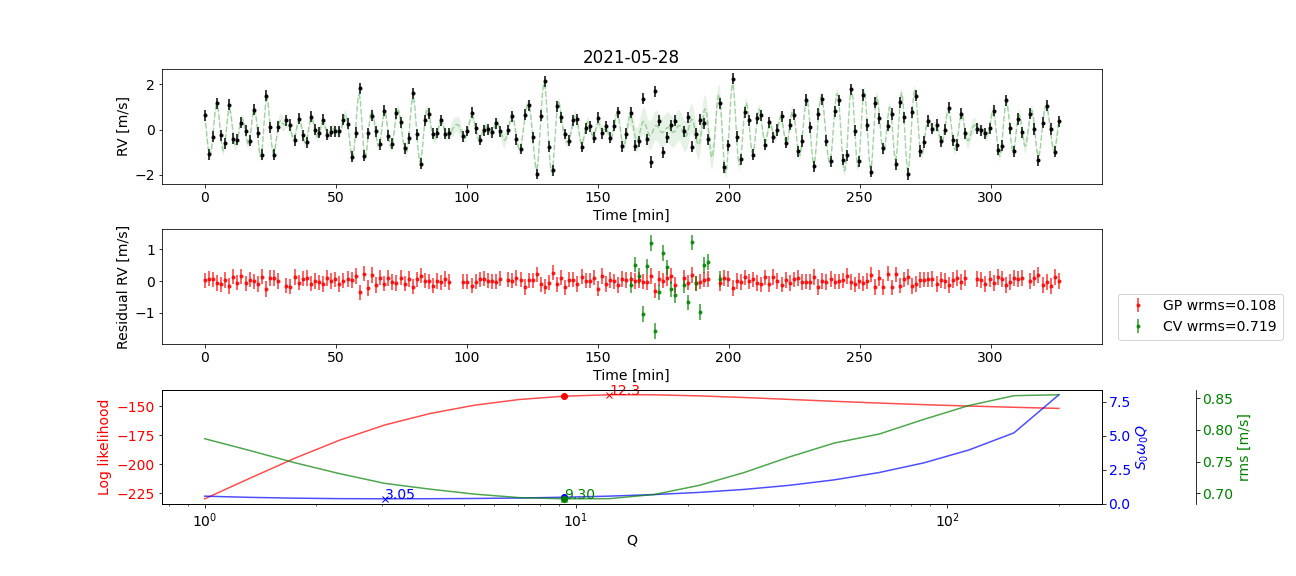 2021-05-28
RV [m/s]
2
0
−2
0 50 100 150 200 250 300
Time [min]
Residual RV [m/s]
1
0
−1
0 50 100 150 200 250 300
Time [min]
GP wrms=0.108
CV wrms=0.719
Log likelihood
−150
−175
−200
−225
12.3
3.05
9.30
7.5
5.0
2.5
0.0
S₀ω₀Q
0.85
0.80
0.75
0.70
rms [m/s]
10⁰ 10¹ 10²
Q